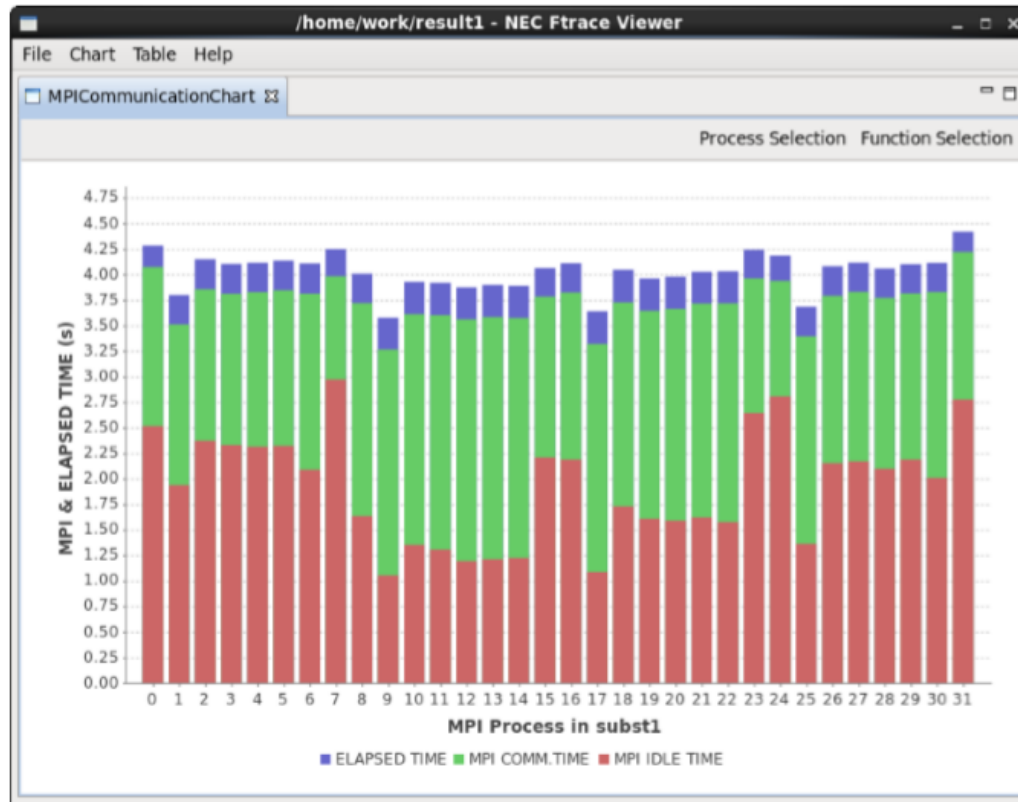 /home/work/result1 - NEC Ftrace Viewer
File Chart Table Help
MPICommunicationChart
Process Selection Function Selection
MPI & ELAPSED TIME (s)
4.75
4.50
4.25
4.00
3.75
3.50
3.25
3.00
2.75
2.50
2.25
2.00
1.75
1.50
1.25
1.00
0.75
0.50
0.25
0.00
0 1 2 3 4 5 6 7 8 9 10 11 12 13 14 15 16 17 18 19 20 21 22 23 24 25 26 27 28 29 30 31
MPI Process in subst1
ELAPSED TIME MPI COMM.TIME MPI IDLE TIME